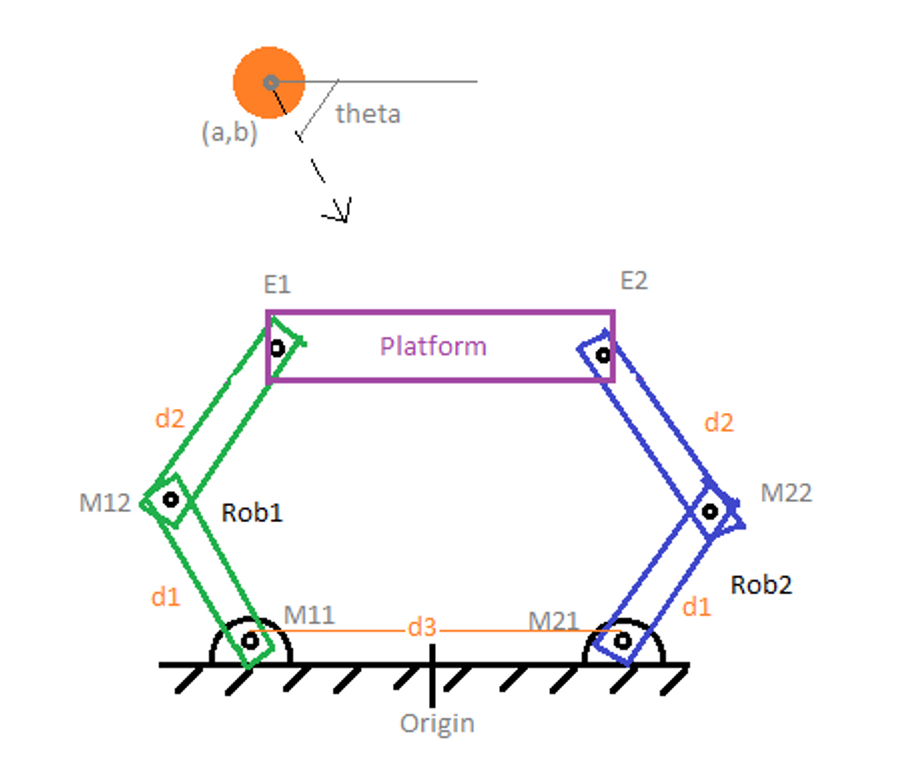 theta
(a,b)
E1
E2
Platform
d2
d2
M12
M22
Rob1
Rob2
d1
d1
M11
M21
d3
Origin